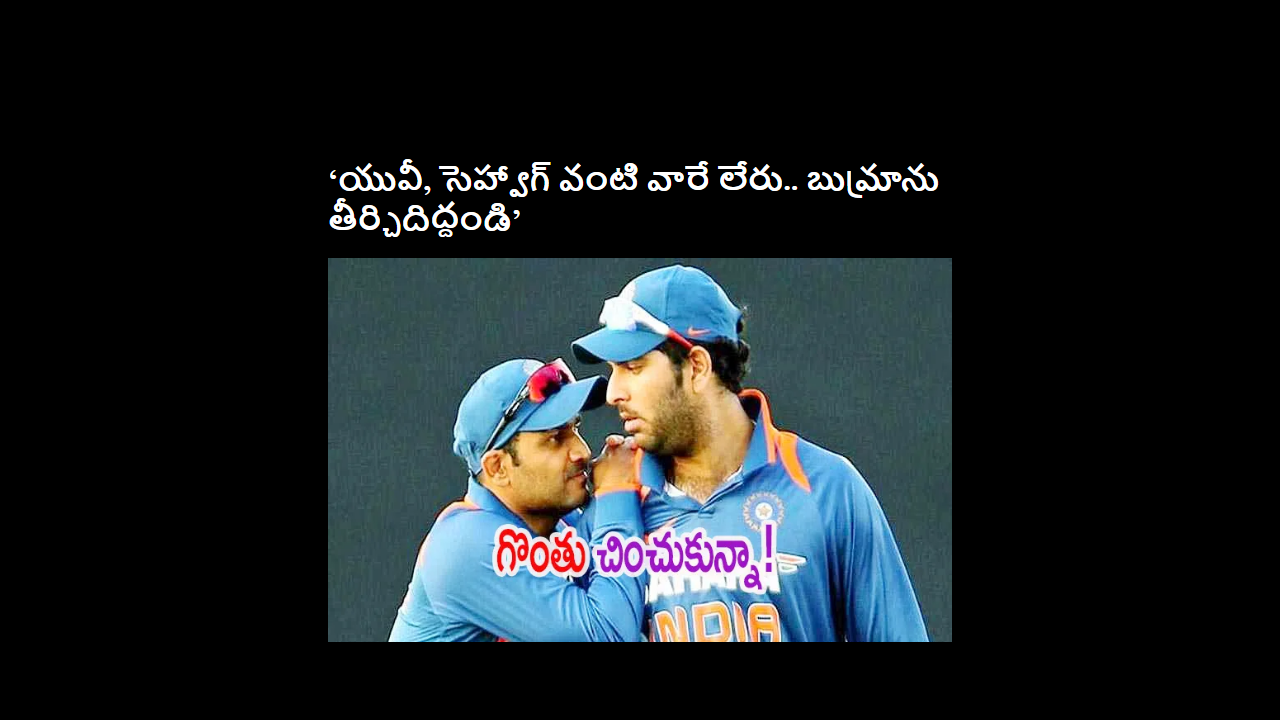 ‘యువీ, సెహ్వాగ్ వంటి వారే లేరు.. బుమ్రాను
తీర్చిదిద్దండి’
గొంతు చించుకున్నా!
INDIA